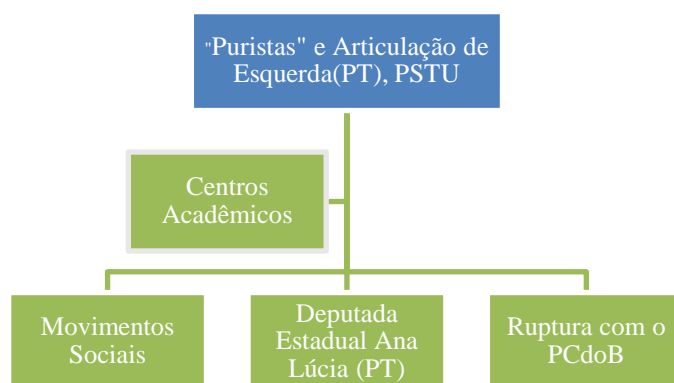 "Puristas" e Articulação de
Esquerda(PT), PSTU
Centros
Acadêmicos
Movimentos
Sociais
Deputada
Estadual Ana
Lúcia (PT)
Ruptura com o
PCdoB